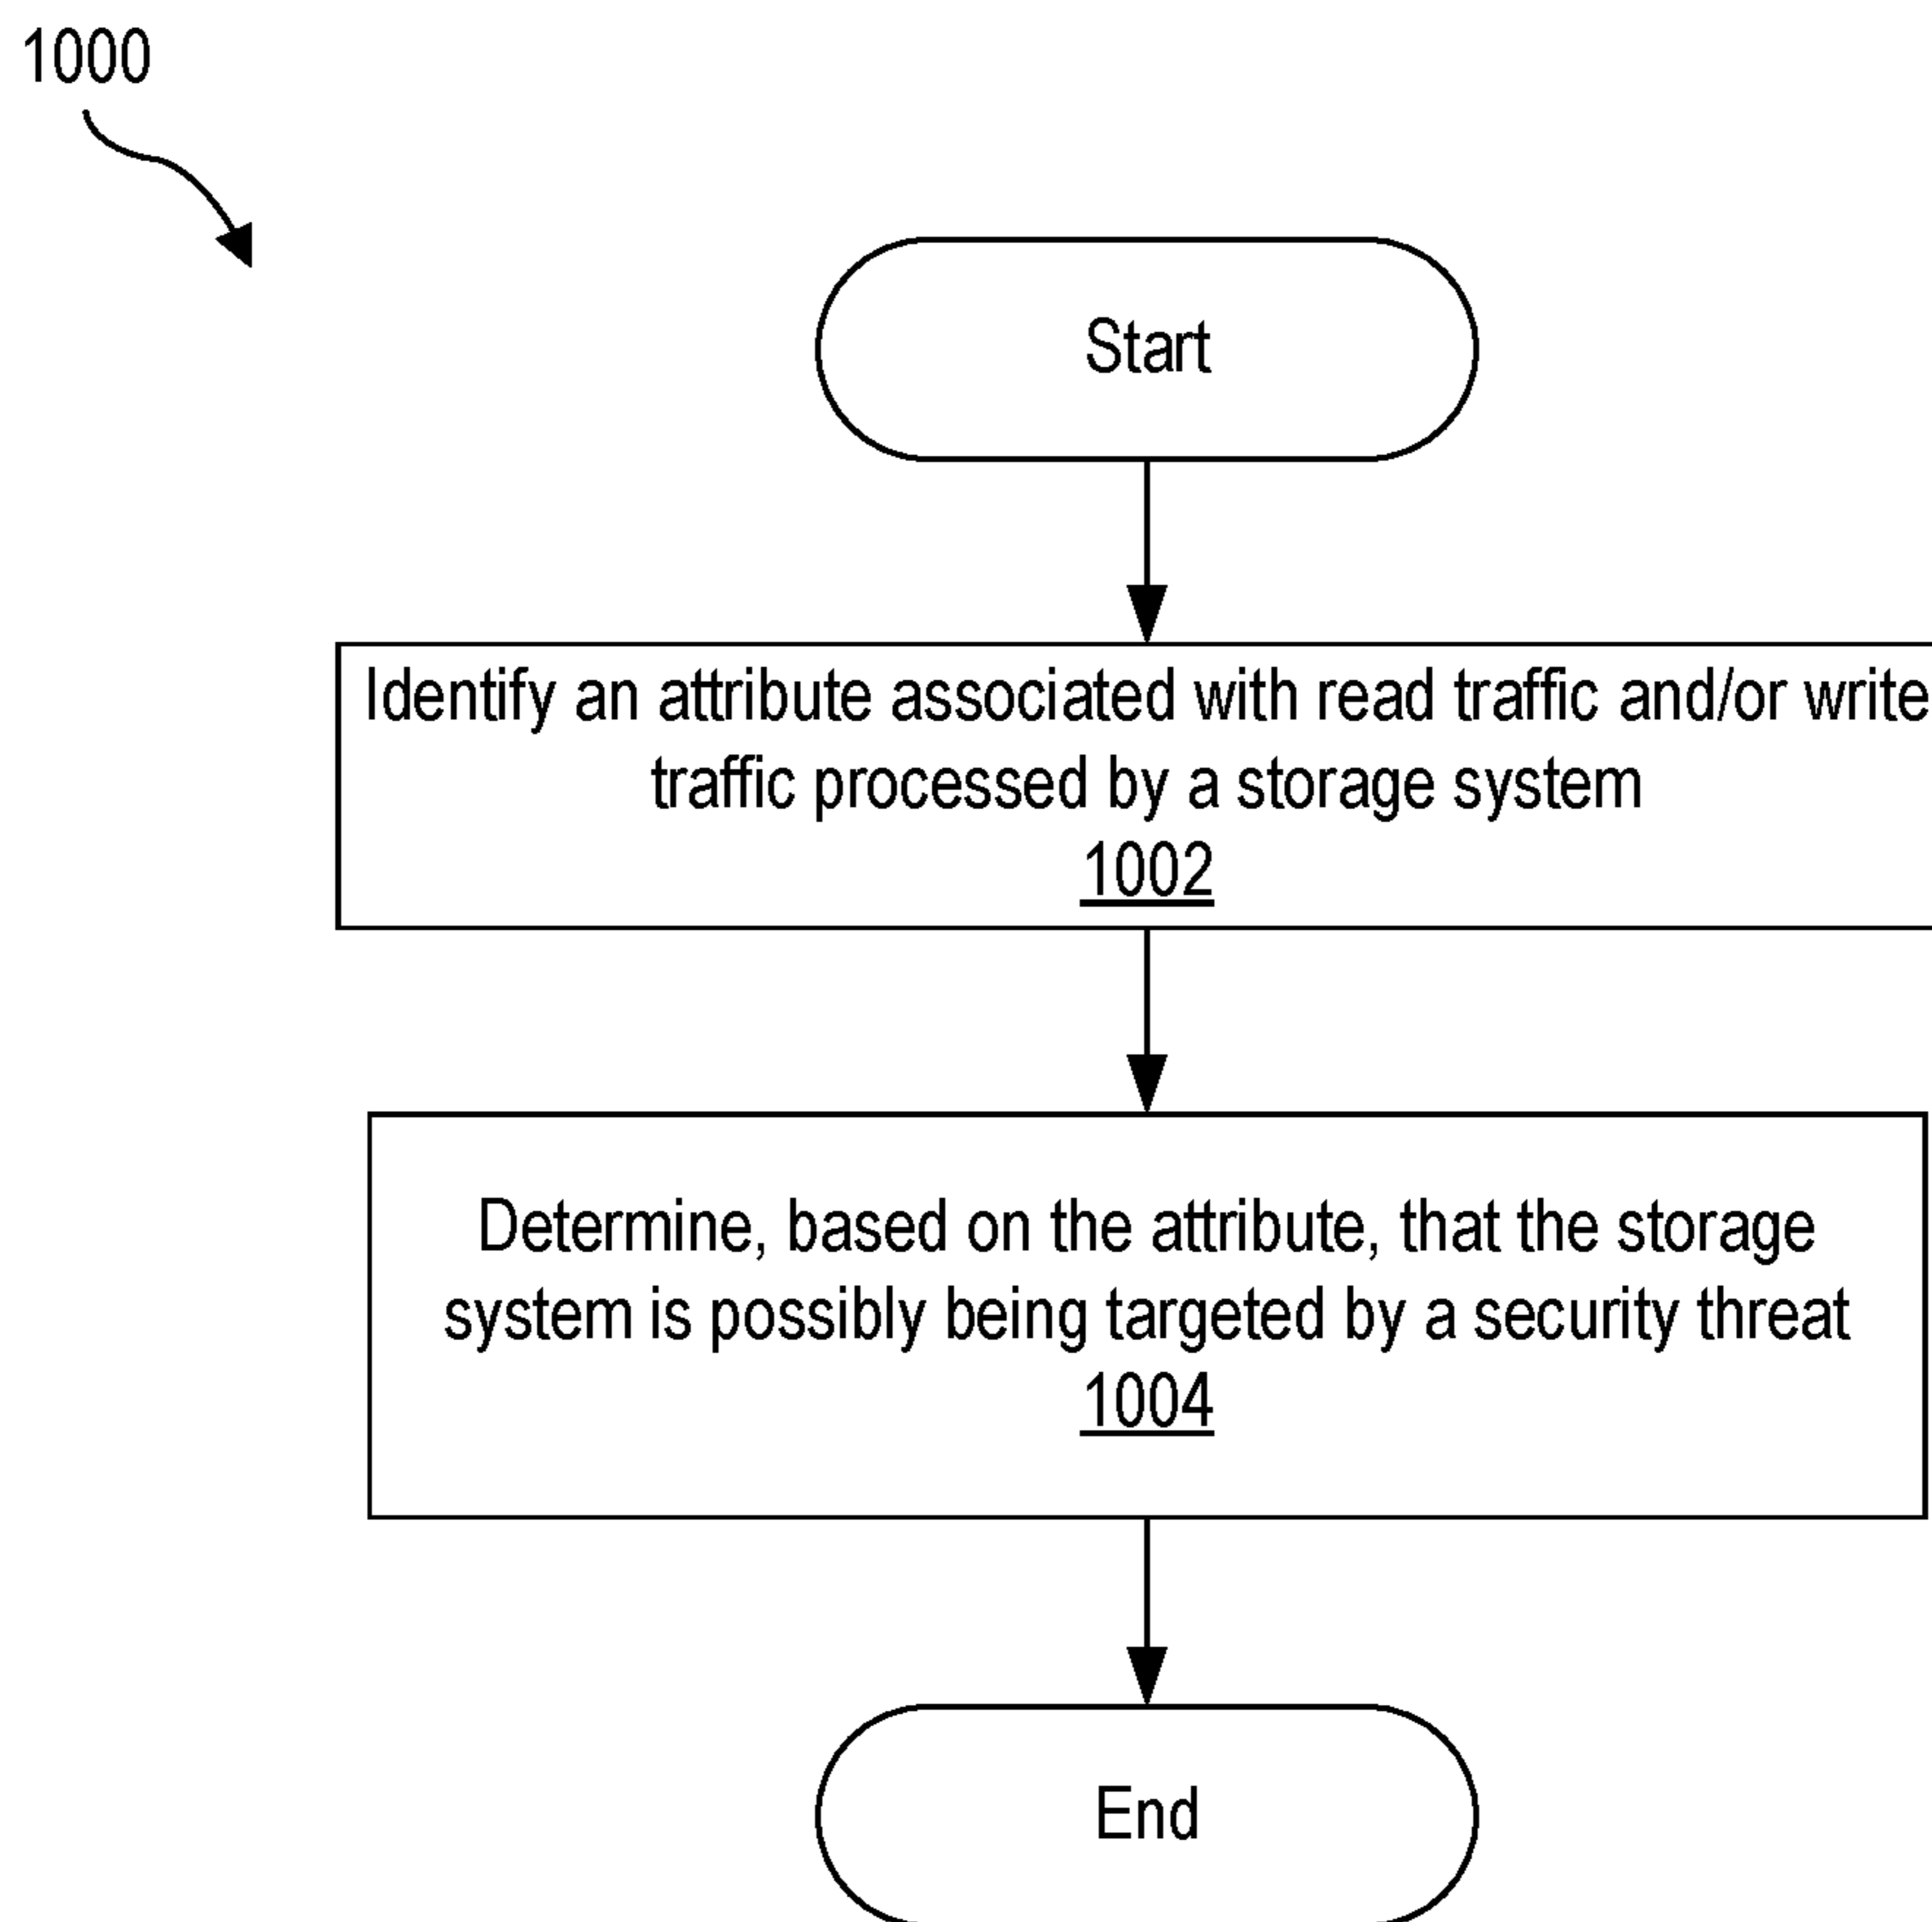 1000
Start
Identify an attribute associated with read traffic and/or write
traffic processed by a storage system
1002
Determine, based on the attribute, that the storage
system is possibly being targeted by a security threat
1004
End